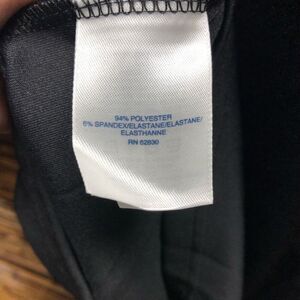 94% POLYESTER
6% SPANDEX/ELASTANE/ELASTANE/
ELASTHANNE
RN 62830